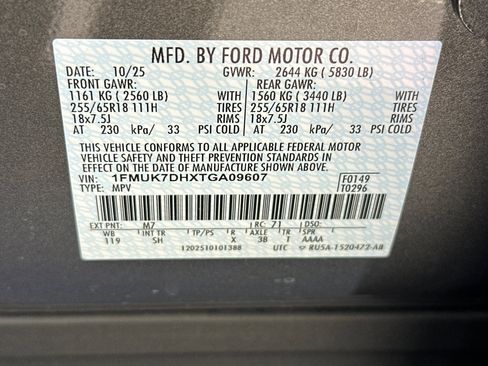 MFD. BY FORD MOTOR CO.
DATE: 10/25 GVWR: 2644 KG ( 5830 LB)
FRONT GAWR: REAR GAWR:
1161 KG ( 2560 LB) WITH 1560 KG ( 3440 LB) WITH
255/65R18 111H TIRES 255/65R18 111H TIRES
18x7.5J RIMS 18x7.5J RIMS
AT 230 kPa/ 33 PSI COLD AT 230 kPa/ 33 PSI COLD
THIS VEHICLE CONFORMS TO ALL APPLICABLE FEDERAL MOTOR
VEHICLE SAFETY AND THEFT PREVENTION STANDARDS IN
EFFECT ON THE DATE OF MANUFACTURE SHOWN ABOVE.
VIN: 1FMUK7DHXTGA09607 F0149
TYPE: MPV T0296
EXT PNT: M7 RC: 71 DSO:
WB INT TR TP/PS R AXLE TR SPR
119 SH X 38 T AAAA
1202510101388 UTC RU5A-1520472-AB